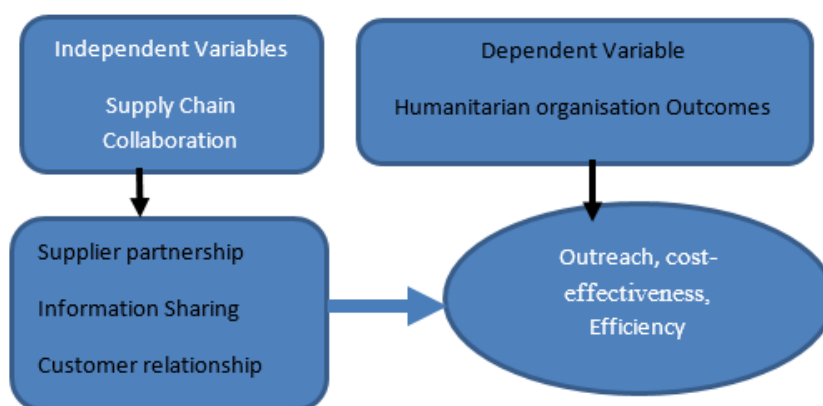 Independent Variables
Supply Chain
Collaboration
Dependent Variable
Humanitarian organisation Outcomes
Supplier partnership
Information Sharing
Customer relationship
Outreach, cost-
effectiveness,
Efficiency